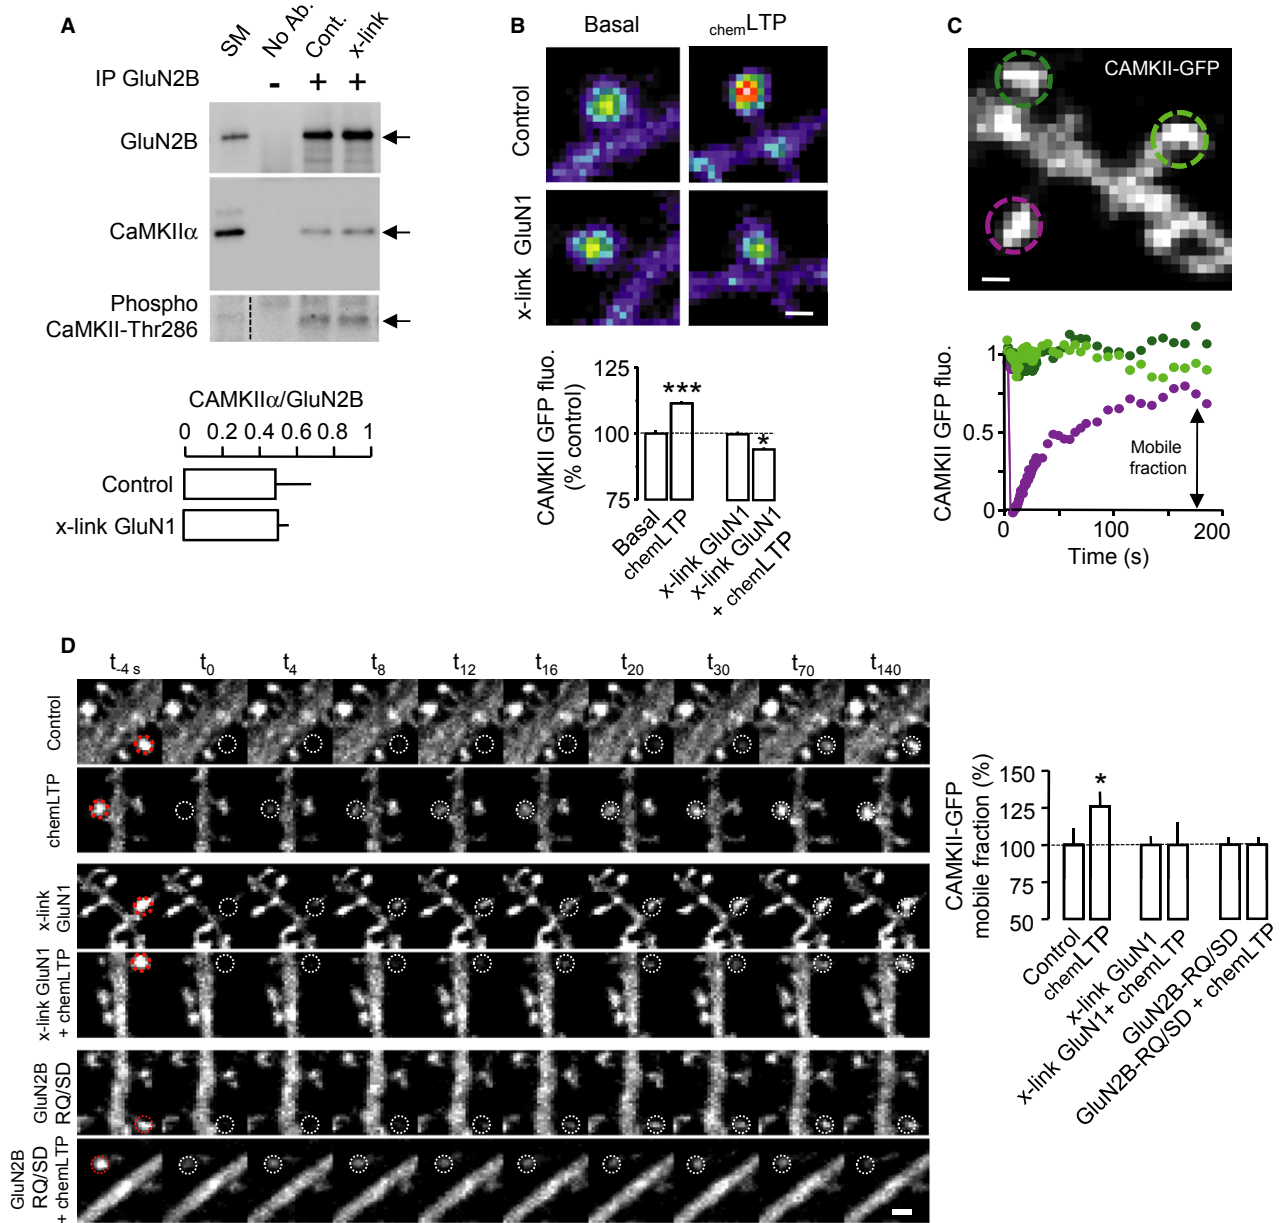 A
SM
No Ab.
Cont.
x-link
IP GluN2B
- + +
GluN2B
CaMKIIα
Phospho
CaMKII-Thr286
CAMKIIα/GluN2B
0 0.2 0.4 0.6 0.8 1
Control
x-link GluN1
B
Basal
chemLTP
Control
x-link GluN1
CAMKII GFP fluo.
(% control)
125
100
75
***
*
Basal
chemLTP
x-link GluN1
x-link GluN1
+ chemLTP
C
CAMKII-GFP
CAMKII GFP fluo.
1
0.5
0
Mobile
fraction
0 100 200
Time (s)
D
t-4 s t0 t4 t8 t12 t16 t20 t30 t70 t140
Control
chemLTP
x-link
GluN1
x-link GluN1
+ chemLTP
GluN2B
RQ/SD
GluN2B
RQ/SD
+ chemLTP
CAMKII-GFP
mobile fraction (%)
150
125
100
75
50
*
Control
chemLTP
x-link GluN1
x-link GluN1+ chemLTP
GluN2B-RQ/SD
GluN2B-RQ/SD + chemLTP